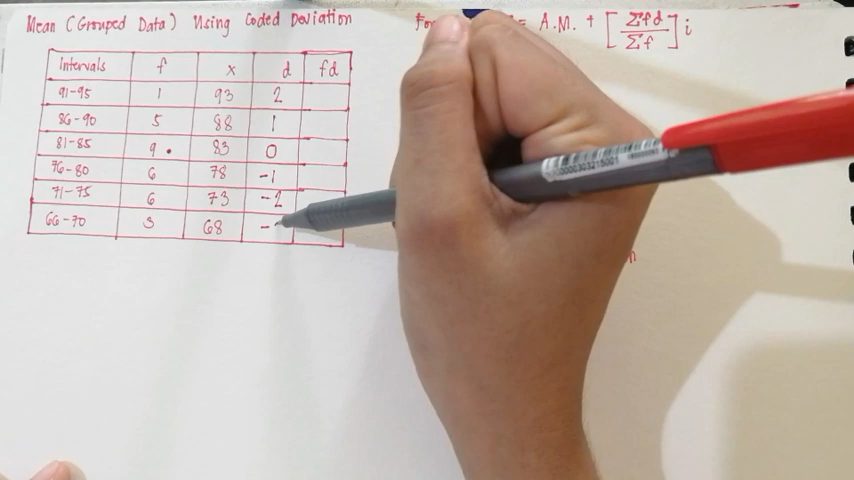 Mean (Grouped Data) Using Coded Deviation
= A.M. + [ Σfd / Σf ] i
Intervals f x d fd
91-95 1 93 2
86-90 5 88 1
81-85 9 83 0
76-80 6 78 -1
71-75 6 73 -2
66-70 3 68 -